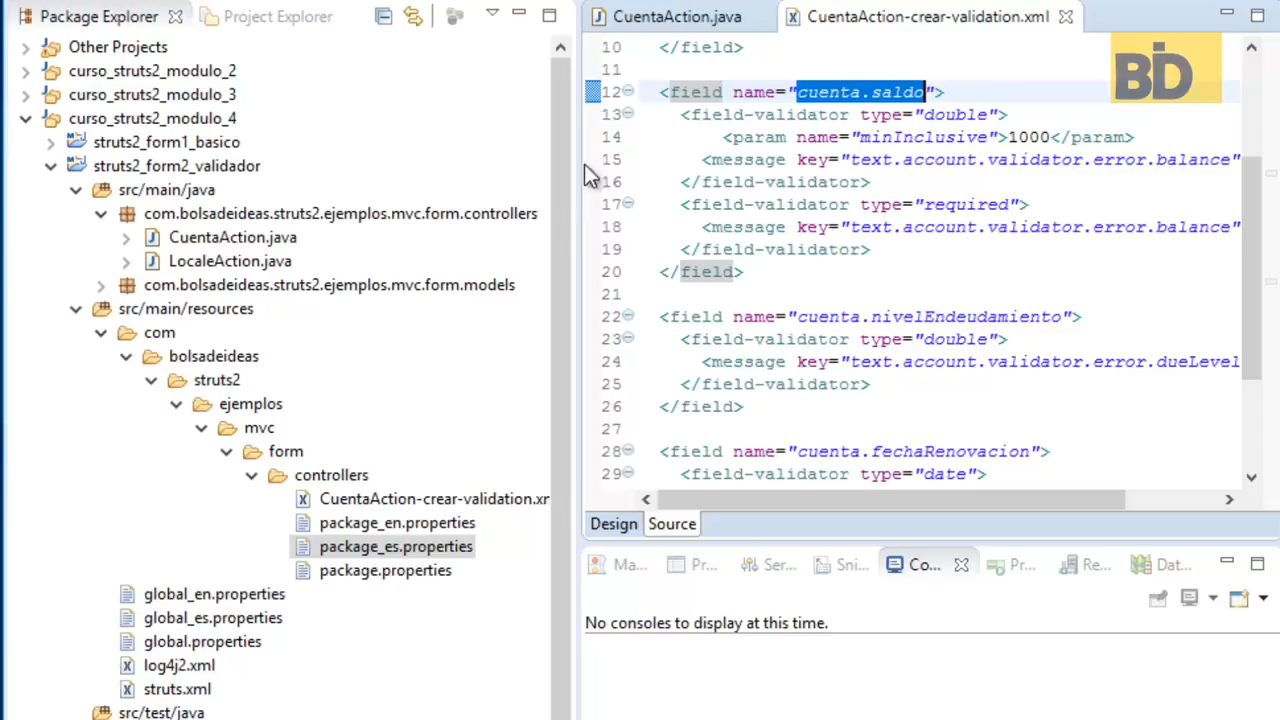 Package Explorer
Project Explorer
Other Projects
curso_struts2_modulo_2
curso_struts2_modulo_3
curso_struts2_modulo_4
struts2_form1_basico
struts2_form2_validador
src/main/java
com.bolsadeideas.struts2.ejemplos.mvc.form.controllers
CuentaAction.java
LocaleAction.java
com.bolsadeideas.struts2.ejemplos.mvc.form.models
src/main/resources
com
bolsadeideas
struts2
ejemplos
mvc
form
controllers
CuentaAction-crear-validation.xr
package_en.properties
package_es.properties
package.properties
global_en.properties
global_es.properties
global.properties
log4j2.xml
struts.xml
src/test/java
CuentaAction.java
CuentaAction-crear-validation.xml
BD
10 </field>
11
12 <field name="cuenta.saldo">
13 <field-validator type="double">
14 <param name="minInclusive">1000</param>
15 <message key="text.account.validator.error.balance"
16 </field-validator>
17 <field-validator type="required">
18 <message key="text.account.validator.error.balance"
19 </field-validator>
20 </field>
21
22 <field name="cuenta.nivelEndeudamiento">
23 <field-validator type="double">
24 <message key="text.account.validator.error.dueLevel
25 </field-validator>
26 </field>
27
28 <field name="cuenta.fechaRenovacion">
29 <field-validator type="date">
Design Source
Ma... Pr... Ser... Sni... Co... Pr... Re... Dat...
No consoles to display at this time.